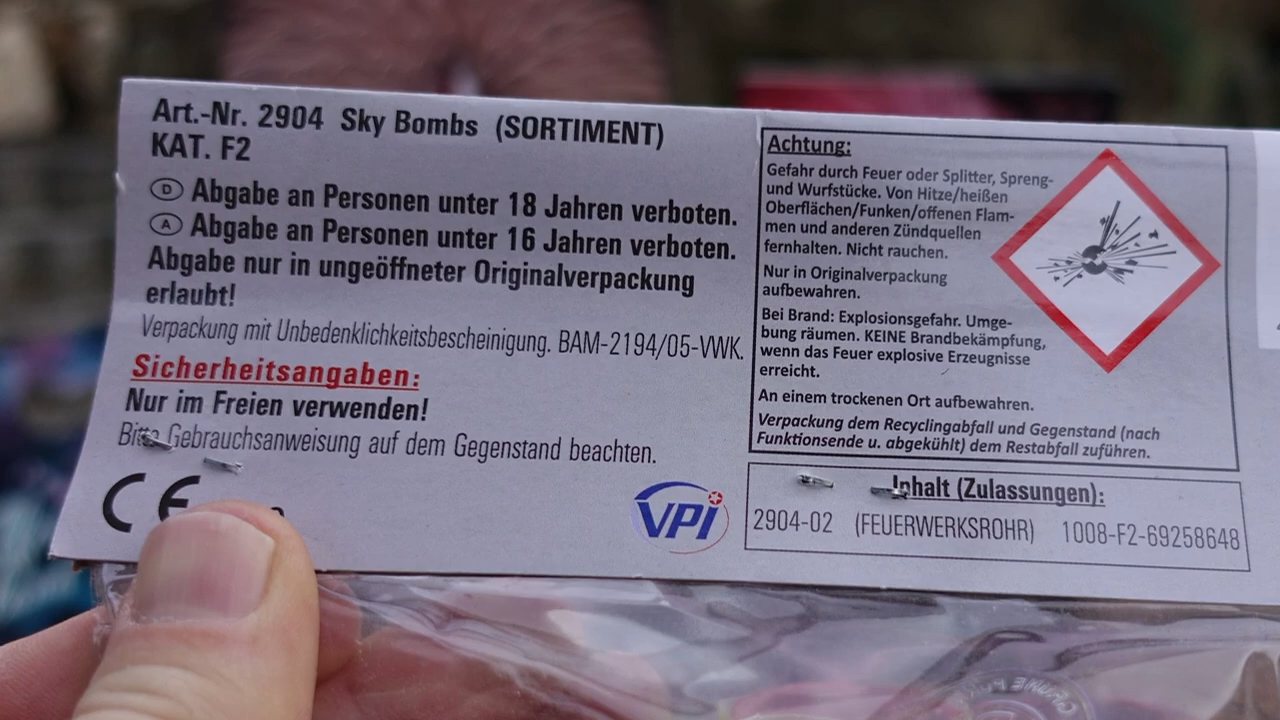 Art.-Nr. 2904 Sky Bombs (SORTIMENT)
KAT. F2
D Abgabe an Personen unter 18 Jahren verboten.
A Abgabe an Personen unter 16 Jahren verboten.
Abgabe nur in ungeöffneter Originalverpackung
erlaubt!
Verpackung mit Unbedenklichkeitsbescheinigung. BAM-2194/05-VWK.
Sicherheitsangaben:
Nur im Freien verwenden!
Bitte Gebrauchsanweisung auf dem Gegenstand beachten.
CE
VPi
Achtung:
Gefahr durch Feuer oder Splitter, Spreng-
und Wurfstücke. Von Hitze/heißen
Oberflächen/Funken/offenen Flam-
men und anderen Zündquellen
fernhalten. Nicht rauchen.
Nur in Originalverpackung
aufbewahren.
Bei Brand: Explosionsgefahr. Umge-
bung räumen. KEINE Brandbekämpfung,
wenn das Feuer explosive Erzeugnisse
erreicht.
An einem trockenen Ort aufbewahren.
Verpackung dem Recyclingabfall und Gegenstand (nach
Funktionsende u. abgekühlt) dem Restabfall zuführen.
Inhalt (Zulassungen):
2904-02 (FEUERWERKSROHR) 1008-F2-69258648